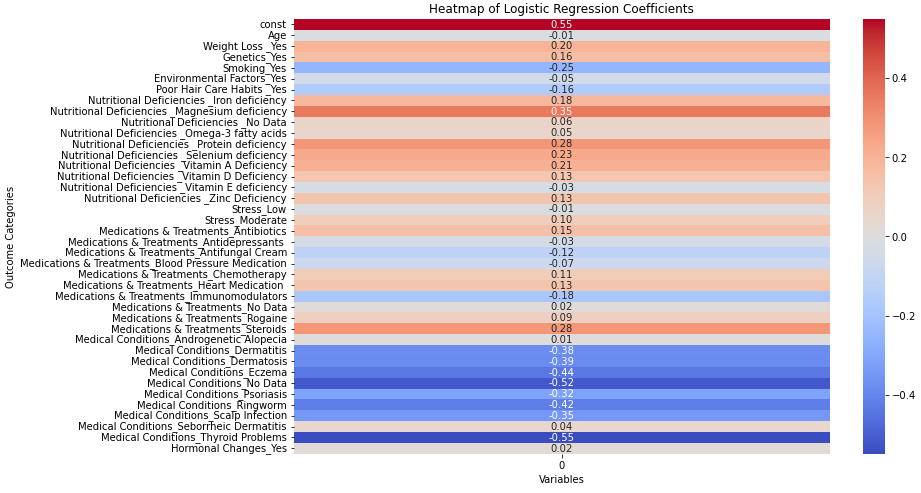 Heatmap of Logistic Regression Coefficients
const 0.55
Age -0.01
Weight Loss _Yes 0.20
Genetics_Yes 0.16
Smoking_Yes -0.25
Environmental Factors _Yes -0.05
Poor Hair Care Habits _Yes -0.16
Nutritional Deficiencies _Iron deficiency 0.18
Nutritional Deficiencies _Magnesium deficiency 0.35
Nutritional Deficiencies _No Data 0.06
Nutritional Deficiencies _Omega-3 fatty acids 0.05
Nutritional Deficiencies _Protein deficiency 0.28
Nutritional Deficiencies _Selenium deficiency 0.23
Nutritional Deficiencies _Vitamin A Deficiency 0.21
Nutritional Deficiencies _Vitamin D Deficiency 0.13
Nutritional Deficiencies _Vitamin E deficiency -0.03
Nutritional Deficiencies _Zinc Deficiency 0.13
Stress_Low -0.01
Stress_Moderate 0.10
Medications & Treatments_Antibiotics 0.15
Medications & Treatments_Antidepressants -0.03
Medications & Treatments_Antifungal Cream -0.12
Medications & Treatments_Blood Pressure Medication -0.07
Medications & Treatments_Chemotherapy 0.11
Medications & Treatments_Heart Medication 0.13
Medications & Treatments_Immunomodulators -0.18
Medications & Treatments_No Data 0.02
Medications & Treatments_Rogaine 0.09
Medications & Treatments_Steroids 0.28
Medical Conditions_Androgenetic Alopecia 0.01
Medical Conditions_Dermatitis -0.38
Medical Conditions_Dermatosis -0.39
Medical Conditions_Eczema -0.44
Medical Conditions_No Data -0.52
Medical Conditions_Psoriasis -0.32
Medical Conditions_Ringworm -0.42
Medical Conditions_Scalp Infection -0.35
Medical Conditions_Seborrheic Dermatitis 0.04
Medical Conditions_Thyroid Problems -0.55
Hormonal Changes_Yes 0.02
Outcome Categories
0
Variables
0.4
0.2
0.0
−0.2
−0.4